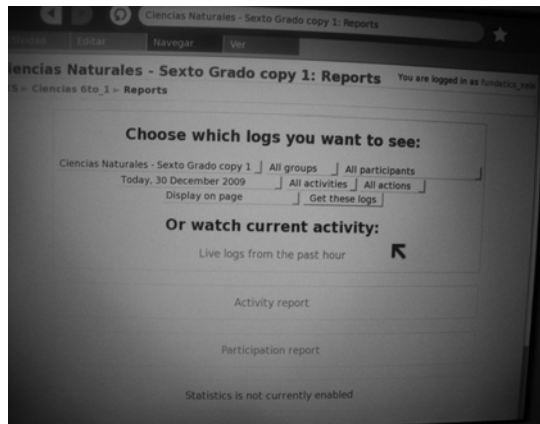 Ciencias Naturales - Sexto Grado copy 1: Reports
Editar Navegar Ver
Ciencias Naturales - Sexto Grado copy 1: Reports You are logged in as
Ciencias 6to_1 Reports
Choose which logs you want to see:
Ciencias Naturales - Sexto Grado copy 1 All groups All participants
Today, 30 December 2009 All activities All actions
Display on page Get these logs
Or watch current activity:
Live logs from the past hour
Activity report
Participation report
Statistics is not currently enabled